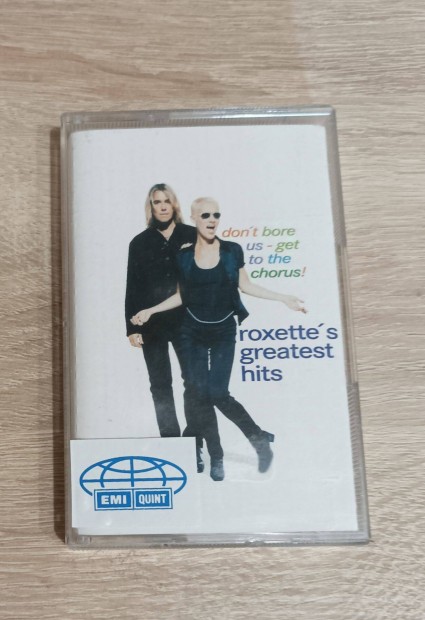 don´t bore
us - get
to the
chorus!
roxette´s
greatest
hits
EMI QUINT